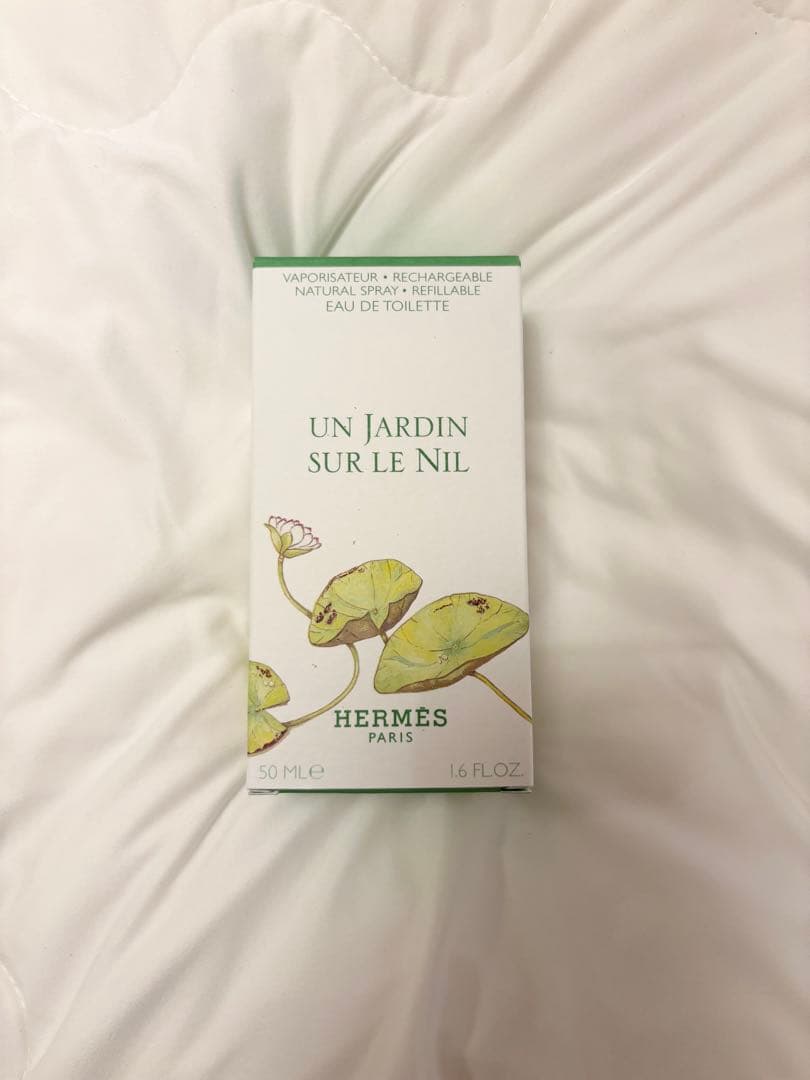 VAPORISATEUR • RECHARGEABLE
NATURAL SPRAY • REFILLABLE
EAU DE TOILETTE
UN JARDIN
SUR LE NIL
HERMÈS
PARIS
50 ML℮ 1.6 FL.OZ.